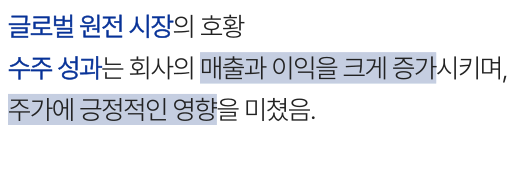 글로벌 원전 시장의 호황
수주 성과는 회사의 매출과 이익을 크게 증가시키며,
주가에 긍정적인 영향을 미쳤음.